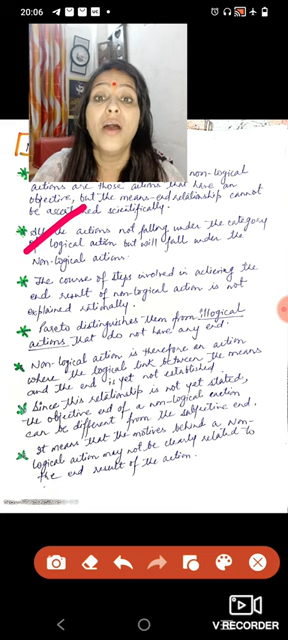 20:06
non-logical
actions are those actions that have an
objective, but the means-end relationship cannot
be ascertained scientifically.
All the actions not falling under the category
logical action but will fall under the
non-logical actions.
The course of steps involved in achieving the
end result of non-logical action is not
explained rationally.
Pareto distinguishes them from illogical
actions that do not have any end.
Non-logical action is therefore an action
where the logical link between the means
and the end is yet not established.
Since this relationship is not yet stated,
the objective end of a non-logical action
can be different from the subjective end.
It means that the motives behind a non-
logical action may not be clearly related to
the end result of the action.
V RECORDER